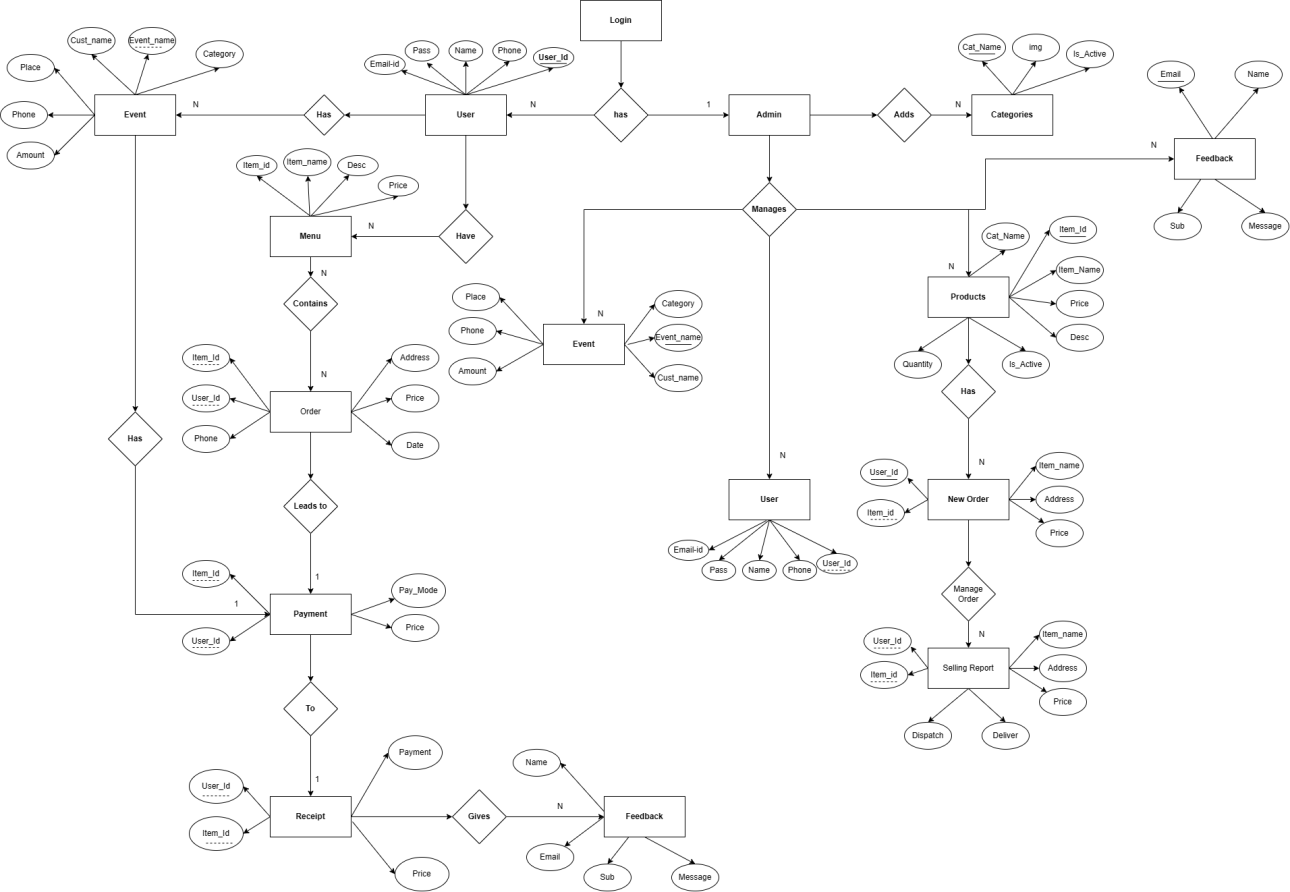 Login
Cust_name
Event_name
Category
Place
Phone
Amount
Event
N
Has
Email-id
Pass
Name
Phone
User_Id
User
N
has
1
Admin
Adds
N
Cat_Name
img
Is_Active
Categories
Email
Name
N
Feedback
Sub
Message
Item_id
Item_name
Desc
Price
Menu
N
Have
Manages
N
Contains
N
Place
Phone
Amount
N
Event
Category
Event_name
Cust_name
Cat_Name
Item_Id
Item_Name
Price
Desc
N
Products
Quantity
Is_Active
Has
Item_Id
User_Id
Phone
Order
Address
Price
Date
Has
N
User
Email-id
Pass
Name
Phone
User_Id
N
User_Id
Item_id
New Order
Item_name
Address
Price
Leads to
1
Item_Id
User_Id
1
Payment
Pay_Mode
Price
Manage
Order
N
User_Id
Item_id
Selling Report
Item_name
Address
Price
Dispatch
Deliver
To
1
User_Id
Item_Id
Receipt
Payment
Price
Gives
N
Name
Email
Feedback
Sub
Message